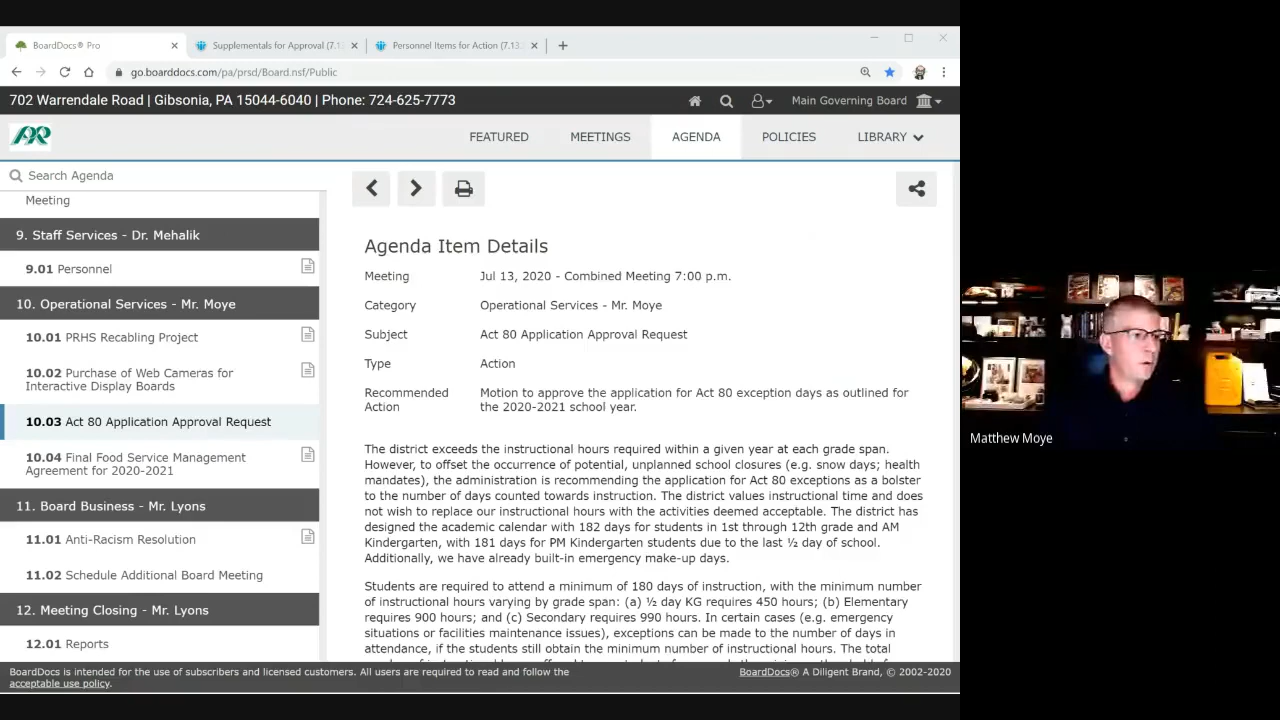 BoardDocs® Pro
Supplementals for Approval (7.1
Personnel Items for Action (7.13.
go.boarddocs.com/pa/prsd/Board.nsf/Public
702 Warrendale Road | Gibsonia, PA 15044-6040 | Phone: 724-625-7773
Main Governing Board
PR
FEATURED
MEETINGS
AGENDA
POLICIES
LIBRARY
Search Agenda
Meeting
9. Staff Services - Dr. Mehalik
9.01 Personnel
10. Operational Services - Mr. Moye
10.01 PRHS Recabling Project
10.02 Purchase of Web Cameras for
Interactive Display Boards
10.03 Act 80 Application Approval Request
10.04 Final Food Service Management
Agreement for 2020-2021
11. Board Business - Mr. Lyons
11.01 Anti-Racism Resolution
11.02 Schedule Additional Board Meeting
12. Meeting Closing - Mr. Lyons
12.01 Reports
Agenda Item Details
Meeting Jul 13, 2020 - Combined Meeting 7:00 p.m.
Category Operational Services - Mr. Moye
Subject Act 80 Application Approval Request
Type Action
Recommended Motion to approve the application for Act 80 exception days as outlined for
Action the 2020-2021 school year.
The district exceeds the instructional hours required within a given year at each grade span.
However, to offset the occurrence of potential, unplanned school closures (e.g. snow days; health
mandates), the administration is recommending the application for Act 80 exceptions as a bolster
to the number of days counted towards instruction. The district values instructional time and does
not wish to replace our instructional hours with the activities deemed acceptable. The district has
designed the academic calendar with 182 days for students in 1st through 12th grade and AM
Kindergarten, with 181 days for PM Kindergarten students due to the last ½ day of school.
Additionally, we have already built-in emergency make-up days.
Students are required to attend a minimum of 180 days of instruction, with the minimum number
of instructional hours varying by grade span: (a) ½ day KG requires 450 hours; (b) Elementary
requires 900 hours; and (c) Secondary requires 990 hours. In certain cases (e.g. emergency
situations or facilities maintenance issues), exceptions can be made to the number of days in
attendance, if the students still obtain the minimum number of instructional hours. The total
BoardDocs is intended for the use of subscribers and licensed customers. All users are required to read and follow the
acceptable use policy.
BoardDocs® A Diligent Brand, © 2002-2020
Matthew Moye